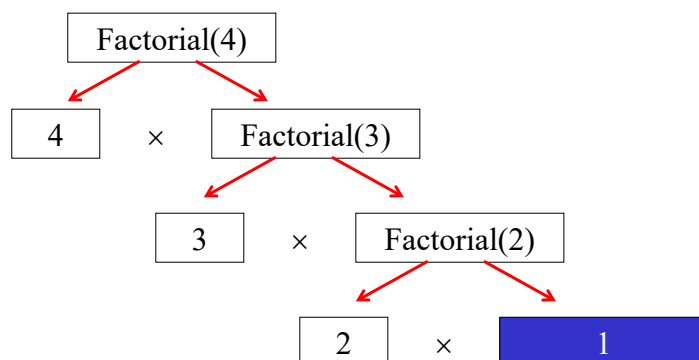 Factorial(4)
4 × Factorial(3)
3 × Factorial(2)
2 × 1